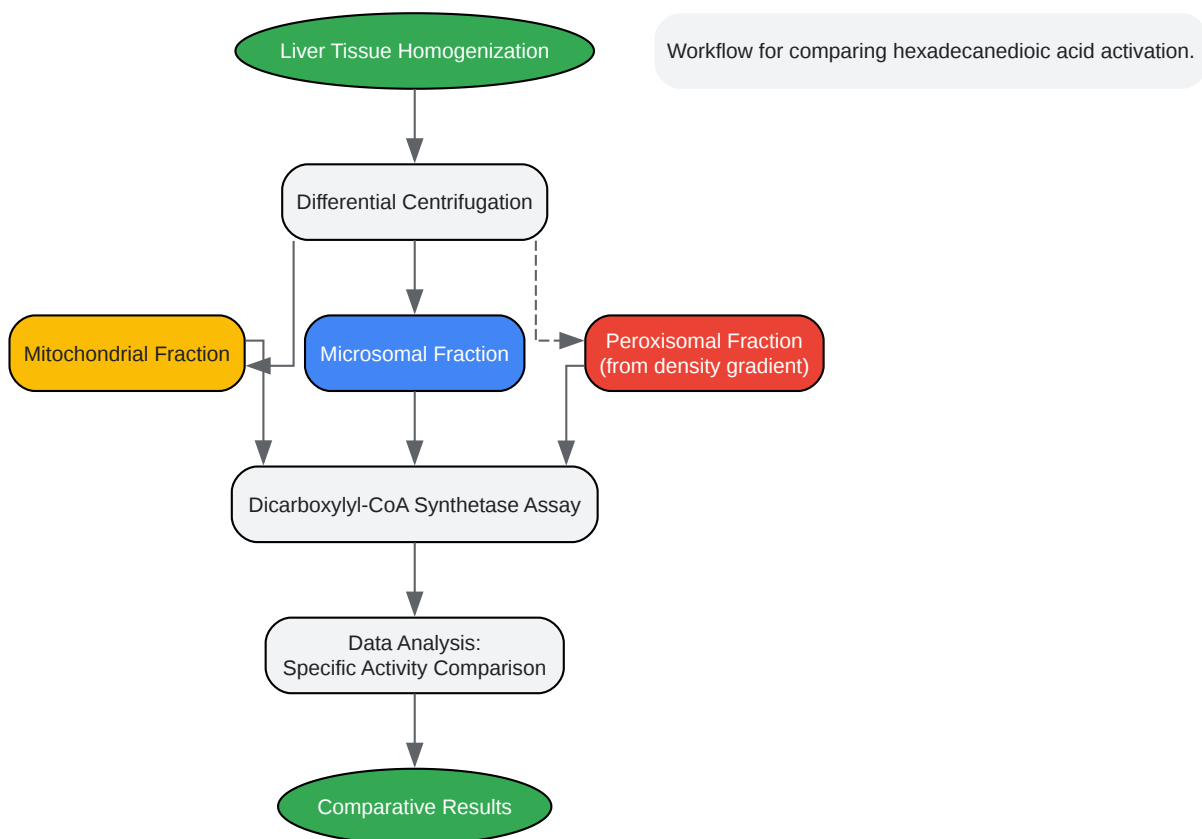 Liver Tissue Homogenization
Workflow for comparing hexadecanedioic acid activation.
Differential Centrifugation
Mitochondrial Fraction
Microsomal Fraction
Peroxisomal Fraction
(from density gradient)
Dicarboxylyl-CoA Synthetase Assay
Data Analysis:
Specific Activity Comparison
Comparative Results